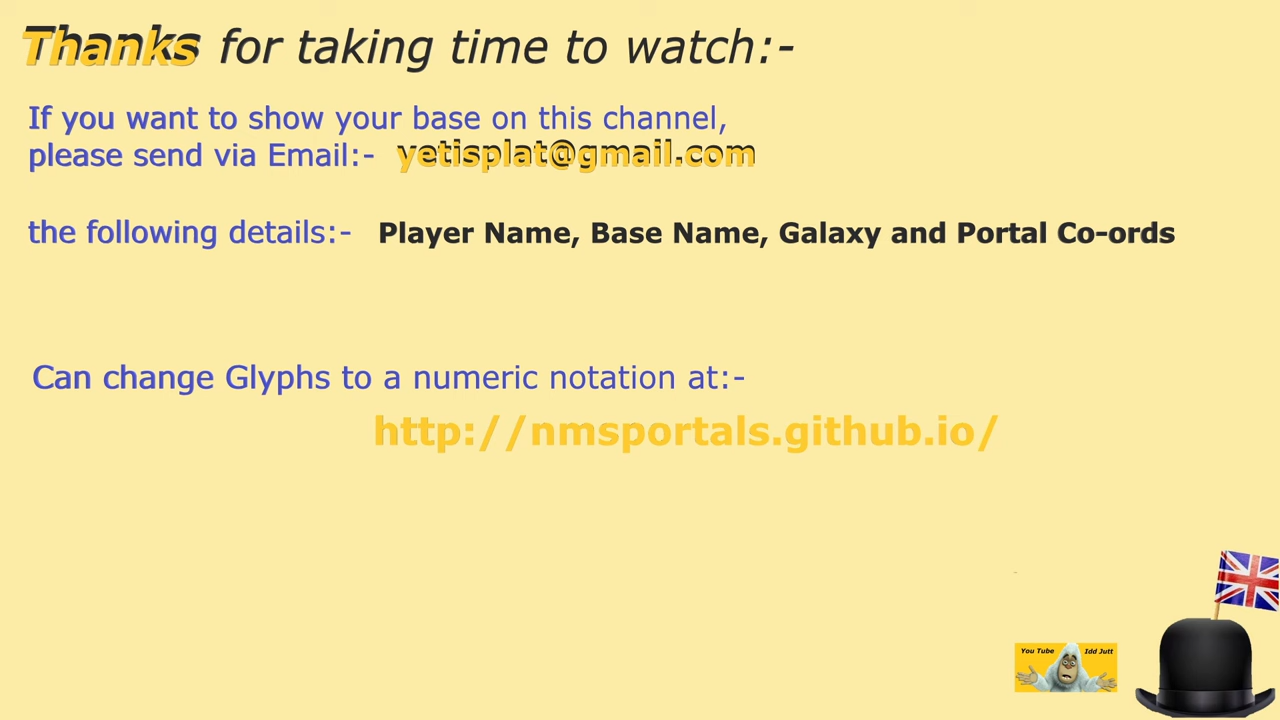 Thanks for taking time to watch:-
If you want to show your base on this channel,
please send via Email:- yetisplat@gmail.com
the following details:- Player Name, Base Name, Galaxy and Portal Co-ords
Can change Glyphs to a numeric notation at:-
http://nmsportals.github.io/
You Tube Idd Jutt